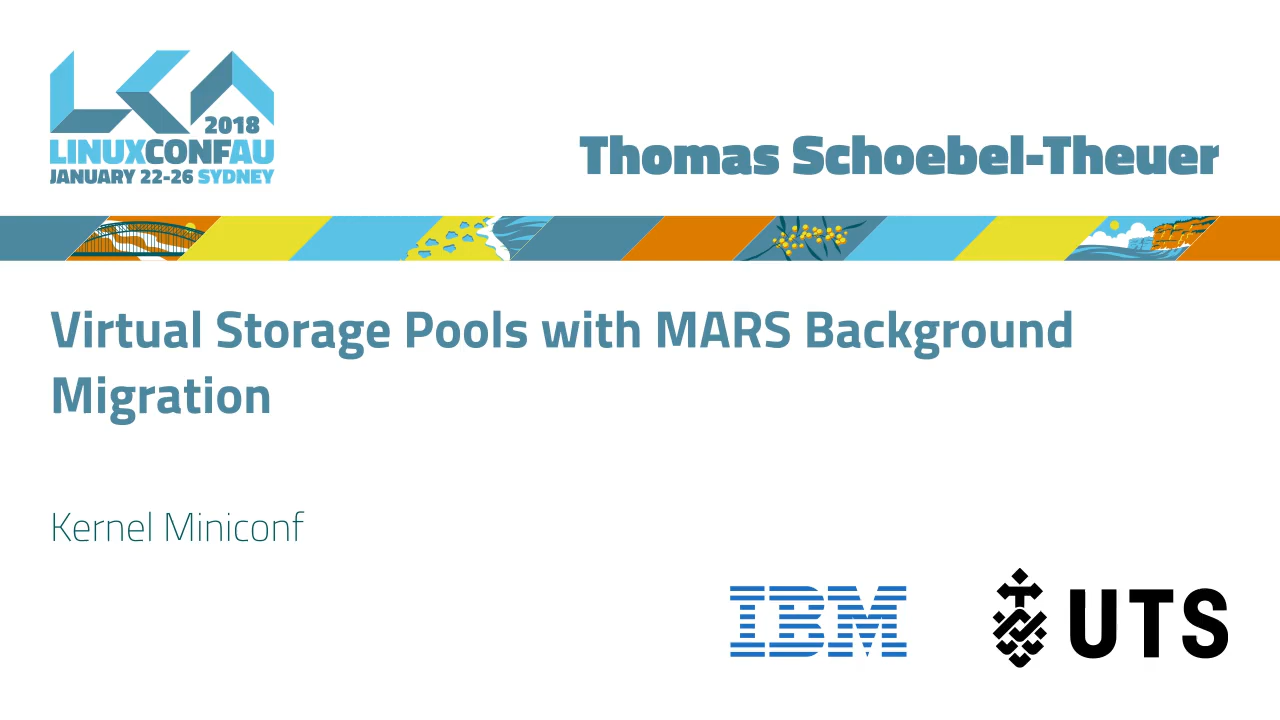 LCA
2018
LINUXCONFAU
JANUARY 22-26 SYDNEY
Thomas Schoebel-Theuer
Virtual Storage Pools with MARS Background
Migration
Kernel Miniconf
IBM
UTS